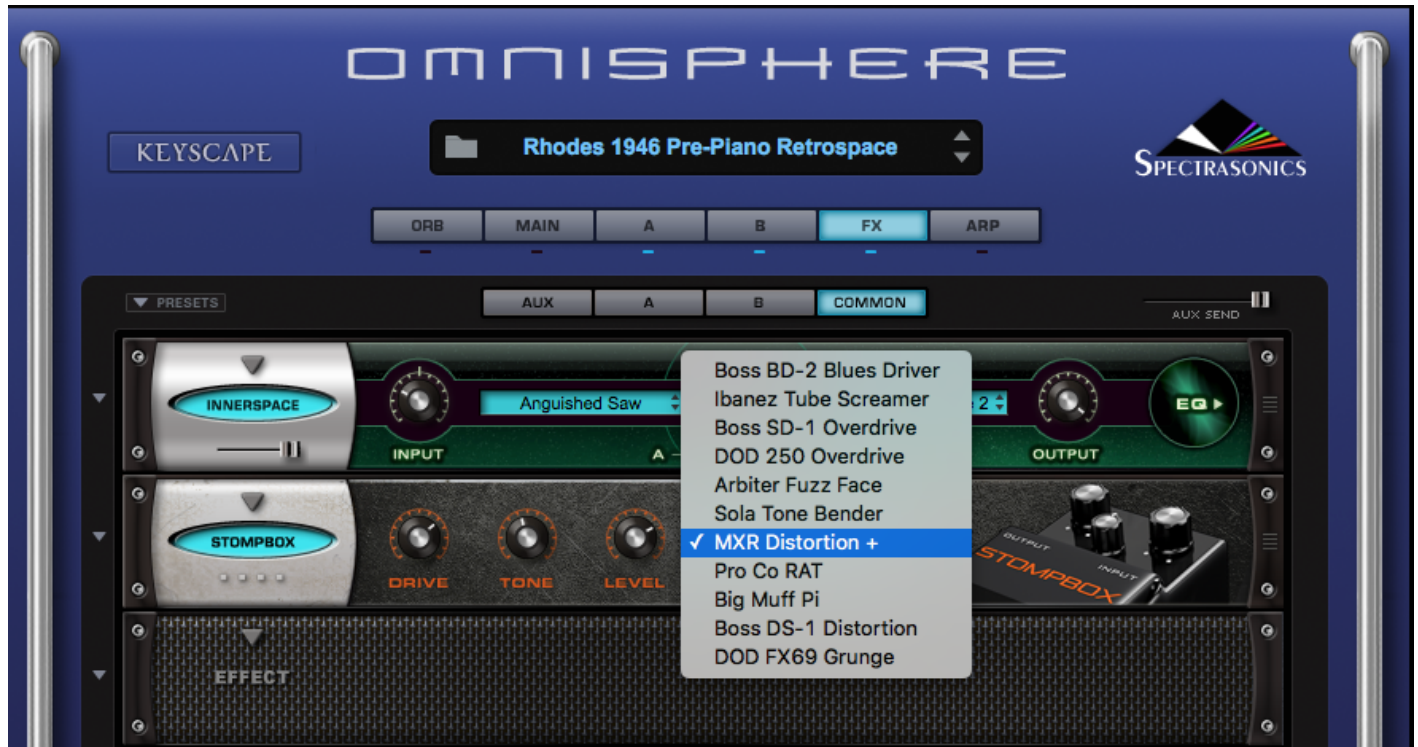 OMNISPHERE
KEYSCAPE
Rhodes 1946 Pre-Piano Retrospace
SPECTRASONICS
ORB MAIN A B FX ARP
PRESETS
AUX A B COMMON
AUX SEND
INNERSPACE
INPUT
Anguished Saw
A
2
OUTPUT
EQ
Boss BD-2 Blues Driver
Ibanez Tube Screamer
Boss SD-1 Overdrive
DOD 250 Overdrive
Arbiter Fuzz Face
Sola Tone Bender
✓ MXR Distortion +
Pro Co RAT
Big Muff Pi
Boss DS-1 Distortion
DOD FX69 Grunge
STOMPBOX
DRIVE TONE LEVEL
OUTPUT
INPUT
STOMPBOX
EFFECT